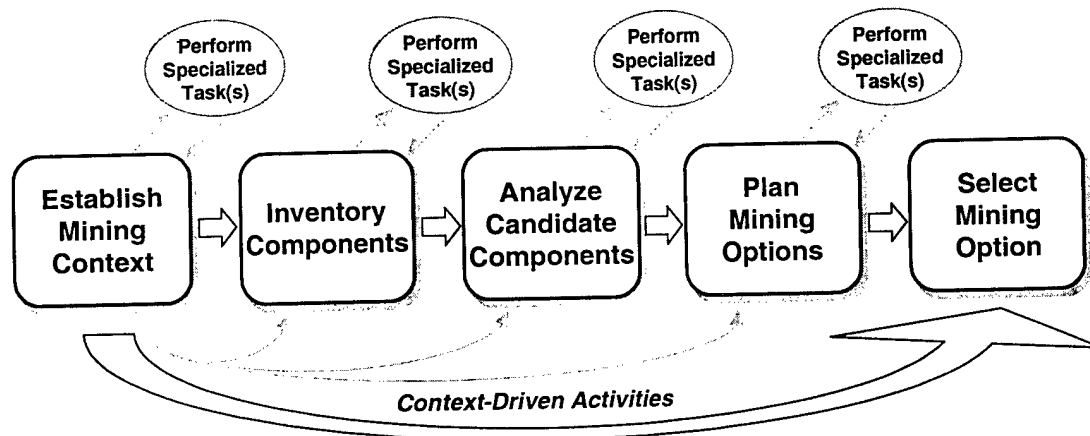 Perform
Specialized
Task(s)
Perform
Specialized
Task(s)
Perform
Specialized
Task(s)
Perform
Specialized
Task(s)
Establish
Mining
Context
Inventory
Components
Analyze
Candidate
Components
Plan
Mining
Options
Select
Mining
Option
Context-Driven Activities